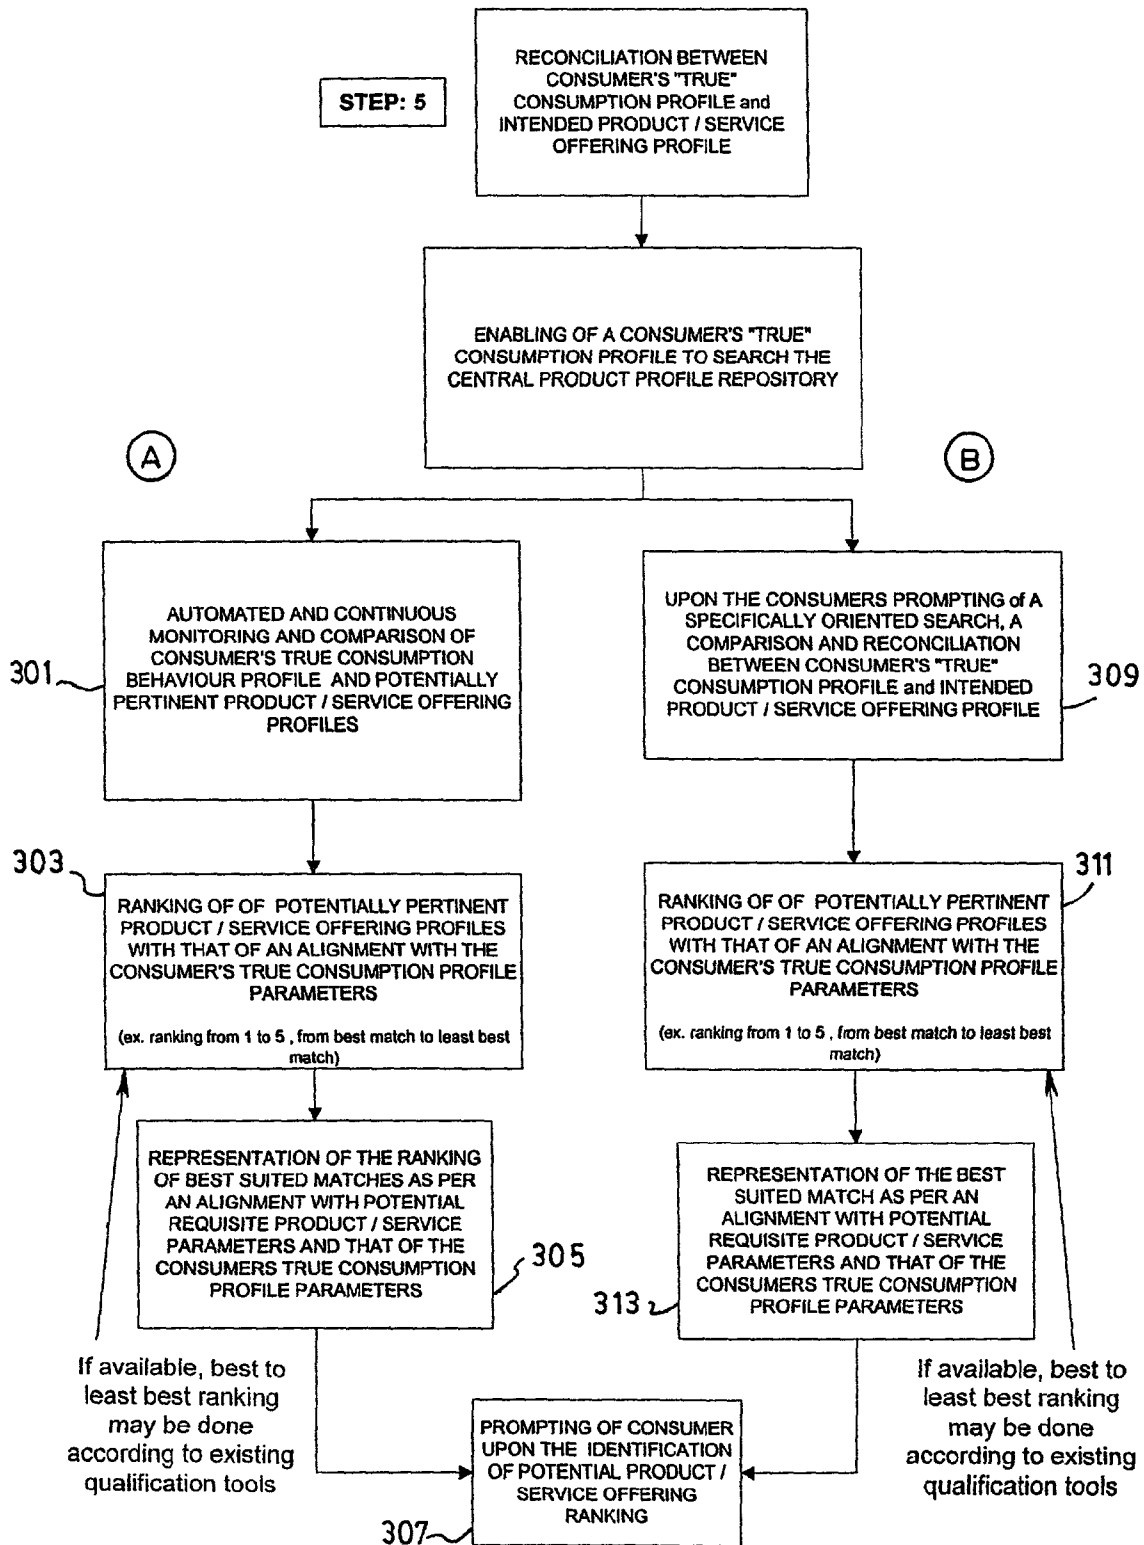 RECONCILIATION BETWEEN
CONSUMER'S "TRUE"
CONSUMPTION PROFILE and
INTENDED PRODUCT / SERVICE
OFFERING PROFILE
STEP: 5
ENABLING OF A CONSUMER'S "TRUE"
CONSUMPTION PROFILE TO SEARCH THE
CENTRAL PRODUCT PROFILE REPOSITORY
A
B
AUTOMATED AND CONTINUOUS
MONITORING AND COMPARISON OF
CONSUMER'S TRUE CONSUMPTION
BEHAVIOUR PROFILE AND POTENTIALLY
PERTINENT PRODUCT / SERVICE OFFERING
PROFILES
301
UPON THE CONSUMERS PROMPTING of A
SPECIFICALLY ORIENTED SEARCH, A
COMPARISON AND RECONCILIATION
BETWEEN CONSUMER'S "TRUE"
CONSUMPTION PROFILE and INTENDED
PRODUCT / SERVICE OFFERING PROFILE
309
303
RANKING OF OF POTENTIALLY PERTINENT
PRODUCT / SERVICE OFFERING PROFILES
WITH THAT OF AN ALIGNMENT WITH THE
CONSUMER'S TRUE CONSUMPTION PROFILE
PARAMETERS
(ex. ranking from 1 to 5 , from best match to least best
match)
311
RANKING OF OF POTENTIALLY PERTINENT
PRODUCT / SERVICE OFFERING PROFILES
WITH THAT OF AN ALIGNMENT WITH THE
CONSUMER'S TRUE CONSUMPTION PROFILE
PARAMETERS
(ex. ranking from 1 to 5 , from best match to least best
match)
REPRESENTATION OF THE RANKING
OF BEST SUITED MATCHES AS PER
AN ALIGNMENT WITH POTENTIAL
REQUISITE PRODUCT / SERVICE
PARAMETERS AND THAT OF THE
CONSUMERS TRUE CONSUMPTION
PROFILE PARAMETERS
305
REPRESENTATION OF THE BEST
SUITED MATCH AS PER AN
ALIGNMENT WITH POTENTIAL
REQUISITE PRODUCT / SERVICE
PARAMETERS AND THAT OF THE
CONSUMERS TRUE CONSUMPTION
PROFILE PARAMETERS
313
If available, best to
least best ranking
may be done
according to existing
qualification tools
If available, best to
least best ranking
may be done
according to existing
qualification tools
PROMPTING OF CONSUMER
UPON THE IDENTIFICATION
OF POTENTIAL PRODUCT /
SERVICE OFFERING
RANKING
307